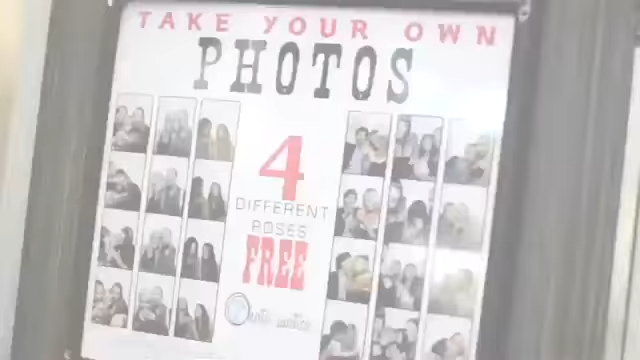 TAKE YOUR OWN
PHOTOS
4
DIFFERENT
POSES
FREE